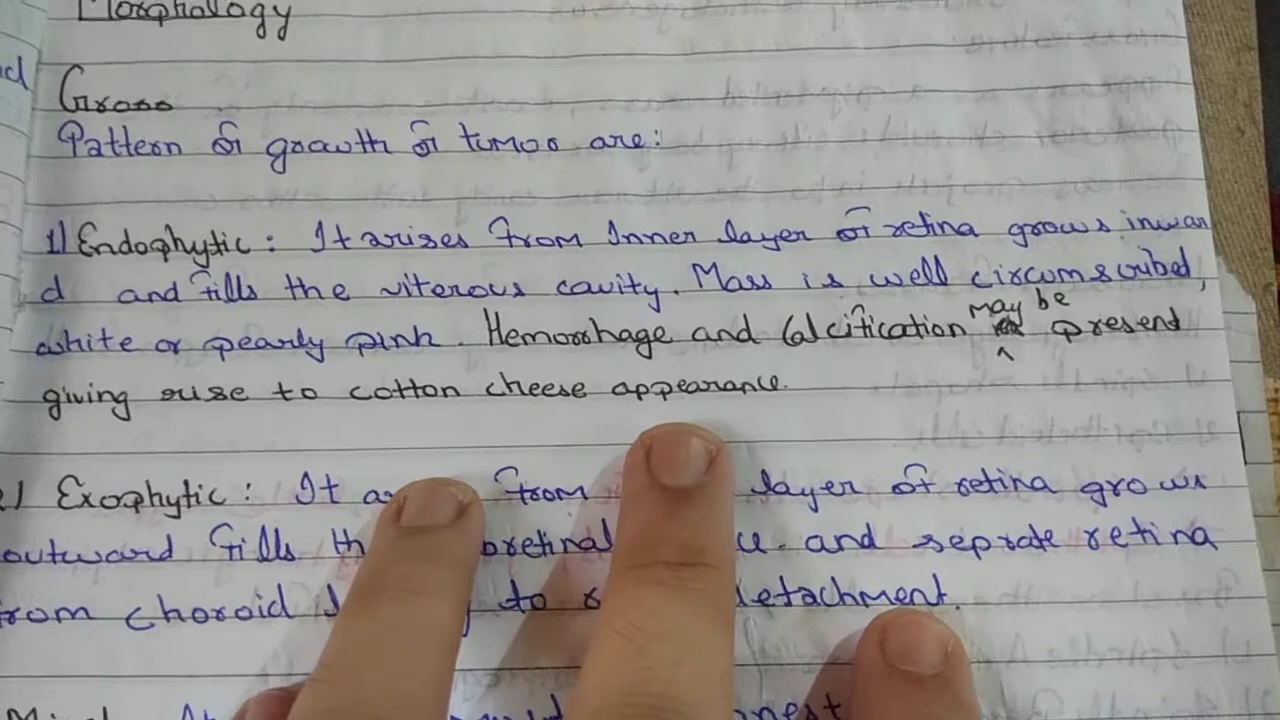 Morphology
Gross
Pattern of growth of tumor are:
1) Endophytic: It arises from Inner layer of retina grows inwar
d and fills the viterous cavity. Mass is well circumscribed,
white or pearly pink. Hemorrhage and Calcification may be present
giving rise to cotton cheese appearance.
) Exophytic: It from layer of retina grows
outward fills and seprate retina
rom choroid to detachment.